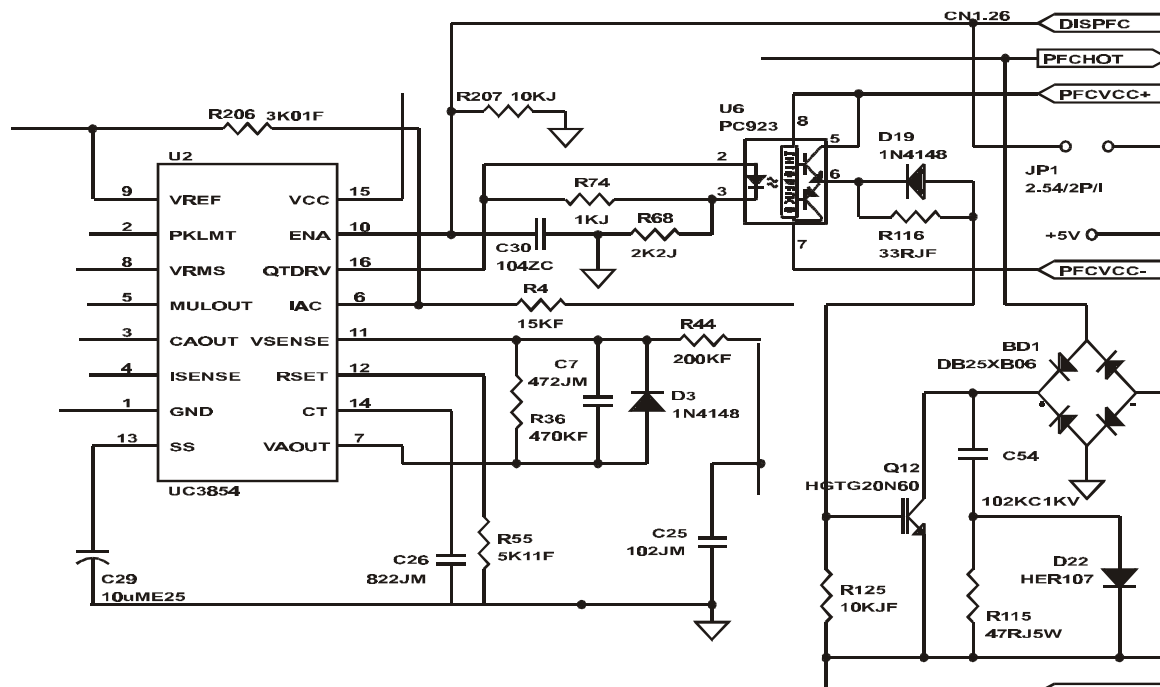 CN1.26
DISPFC
PFCHOT
R207 10KJ
PFCVCC+
U6
PC923
8
R206 3K01F
5
D19
1N4148
U2
2
JP1
2.54/2P/I
R74
1KJ
3
6
9
VREF
VCC
15
R68
2K2J
2
PKLMT
ENA
10
C30
104ZC
R116
33RJF
+5V
7
8
VRMS
QTDRV
16
PFCVCC-
5
MULOUT
IAC
6
R4
15KF
3
CAOUT
VSENSE
11
R44
200KF
BD1
DB25XB06
4
ISENSE
RSET
12
C7
472JM
D3
1N4148
1
GND
CT
14
R36
470KF
+
-
13
SS
VAOUT
7
C54
Q12
HGTG20N60
UC3854
102KC1KV
R55
5K11F
C25
102JM
C26
822JM
C29
10uME25
D22
HER107
R125
10KJF
R115
47RJ5W